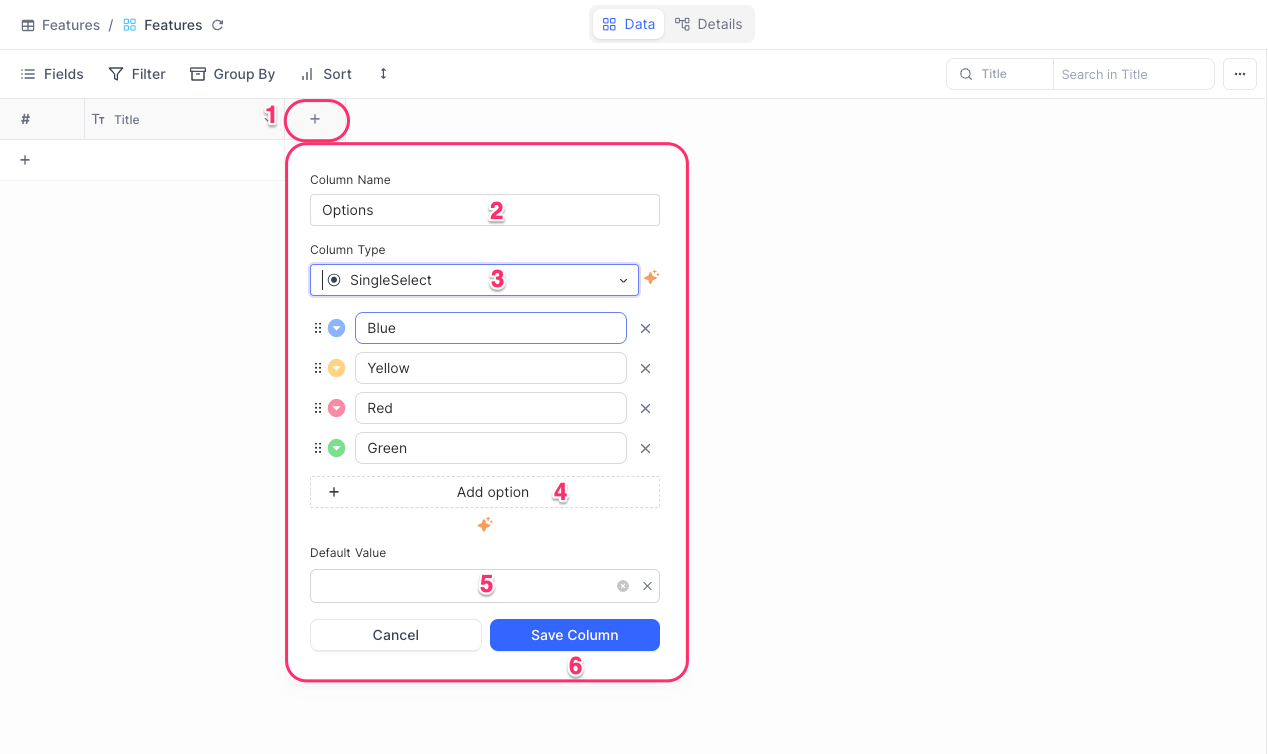 Features / Features
Data Details
Fields Filter Group By Sort
Title Search in Title
# Title 1 +
+
Column Name
Options 2
Column Type
SingleSelect 3
Blue
Yellow
Red
Green
+ Add option 4
Default Value
5
Cancel Save Column
6